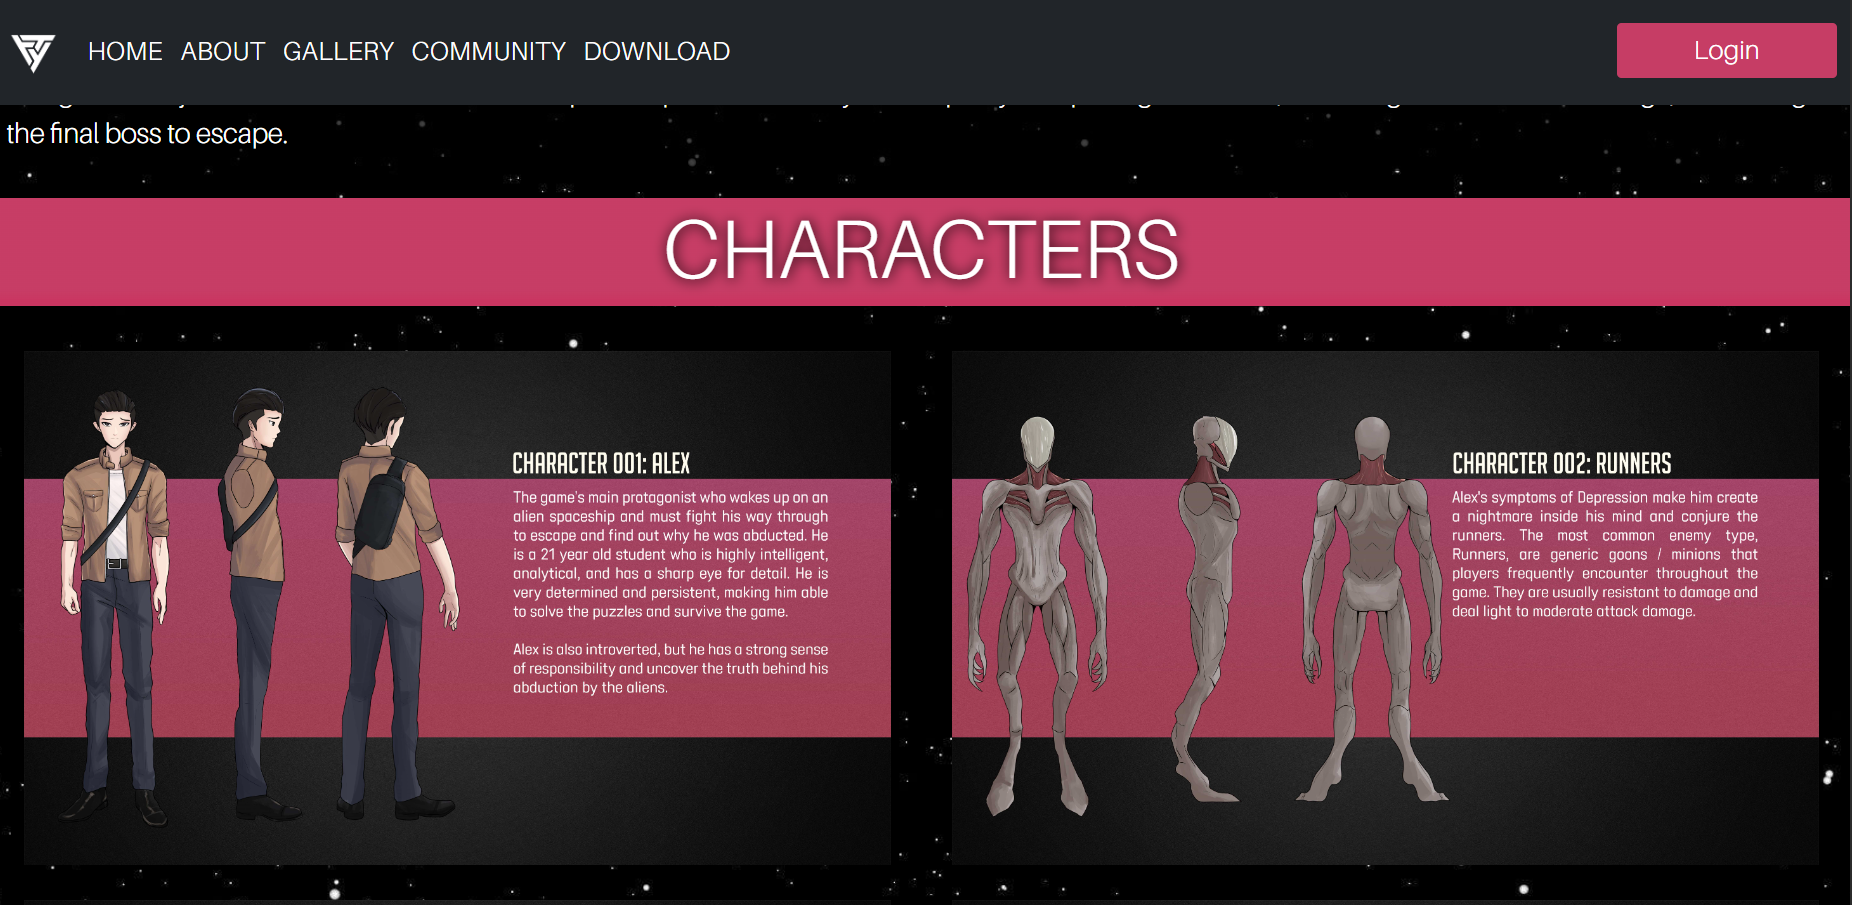 HOME ABOUT GALLERY COMMUNITY DOWNLOAD
Login
the final boss to escape.
CHARACTERS
CHARACTER 001: ALEX
The game's main protagonist who wakes up on an
alien spaceship and must fight his way through
to escape and find out why he was abducted. He
is a 21 year old student who is highly intelligent,
analytical, and has a sharp eye for detail. He is
very determined and persistent, making him able
to solve the puzzles and survive the game.
Alex is also introverted, but he has a strong sense
of responsibility and uncover the truth behind his
abduction by the aliens.
CHARACTER 002: RUNNERS
Alex's symptoms of Depression make him create
a nightmare inside his mind and conjure the
runners. The most common enemy type,
Runners, are generic goons / minions that
players frequently encounter throughout the
game. They are usually resistant to damage and
deal light to moderate attack damage.